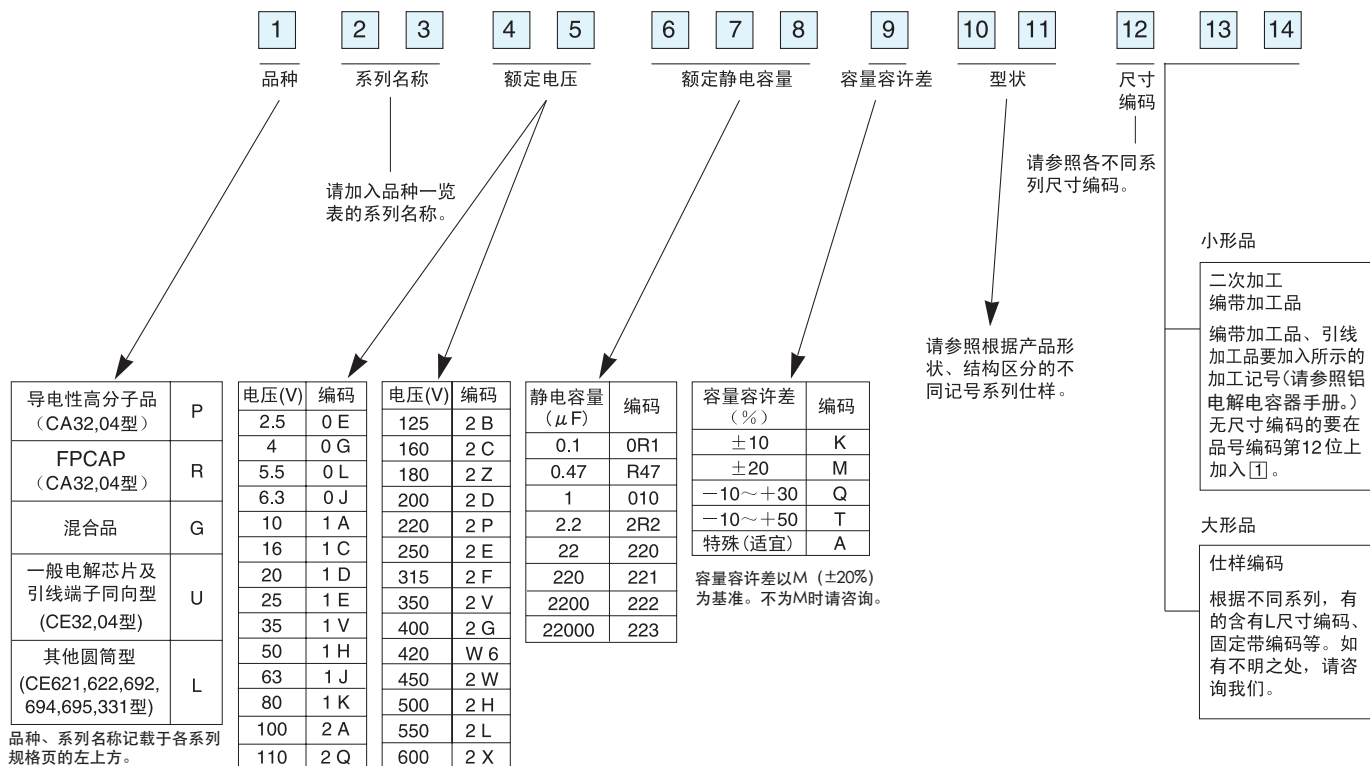 1 2 3 4 5 6 7 8 9 10 11 12 13 14
品种 系列名称 额定电压 额定静电容量 容量容许差 型状 尺寸
编码
请加入品种一览
表的系列名称。
请参照各不同系
列尺寸编码。
请参照根据产品形
状、结构区分的不
同记号系列仕样。
小形品
二次加工
编带加工品
编带加工品、引线
加工品要加入所示的
加工记号(请参照铝
电解电容器手册。)
无尺寸编码的要在
品号编码第12位上
加入1。
大形品
仕样编码
根据不同系列，有
的含有L尺寸编码、
固定带编码等。如
有不明之处，请咨
询我们。
导电性高分子品
（CA32,04型） P
FPCAP
（CA32,04型） R
混合品 G
一般电解芯片及
引线端子同向型
(CE32,04型) U
其他圆筒型
(CE621,622,692,
694,695,331型) L
品种、系列名称记载于各系列
规格页的左上方。
电压(V) 编码
2.5 0 E
4 0 G
5.5 0 L
6.3 0 J
10 1 A
16 1 C
20 1 D
25 1 E
35 1 V
50 1 H
63 1 J
80 1 K
100 2 A
110 2 Q
电压(V) 编码
125 2 B
160 2 C
180 2 Z
200 2 D
220 2 P
250 2 E
315 2 F
350 2 V
400 2 G
420 W 6
450 2 W
500 2 H
550 2 L
600 2 X
静电容量
（μF） 编码
0.1 0R1
0.47 R47
1 010
2.2 2R2
22 220
220 221
2200 222
22000 223
容量容许差
（%） 编码
±10 K
±20 M
－10～＋30 Q
－10～＋50 T
特殊(适宜) A
容量容许差以M（±20%)
为基准。不为M时请咨询。